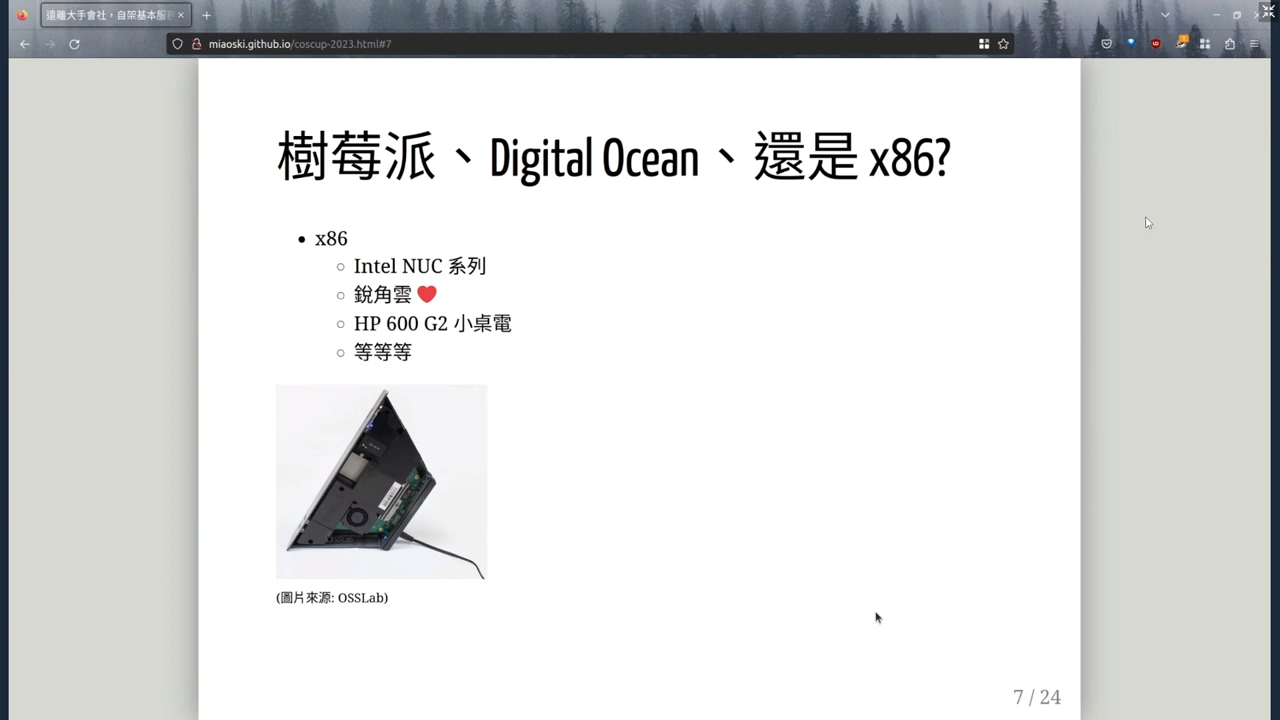 遠離大手會社，自架基本服務
miaoski.github.io/coscup-2023.html#7
樹莓派、Digital Ocean、還是 x86?
x86
Intel NUC 系列
銳角雲 ❤
HP 600 G2 小桌電
等等等
(圖片來源: OSSLab)
7 / 24